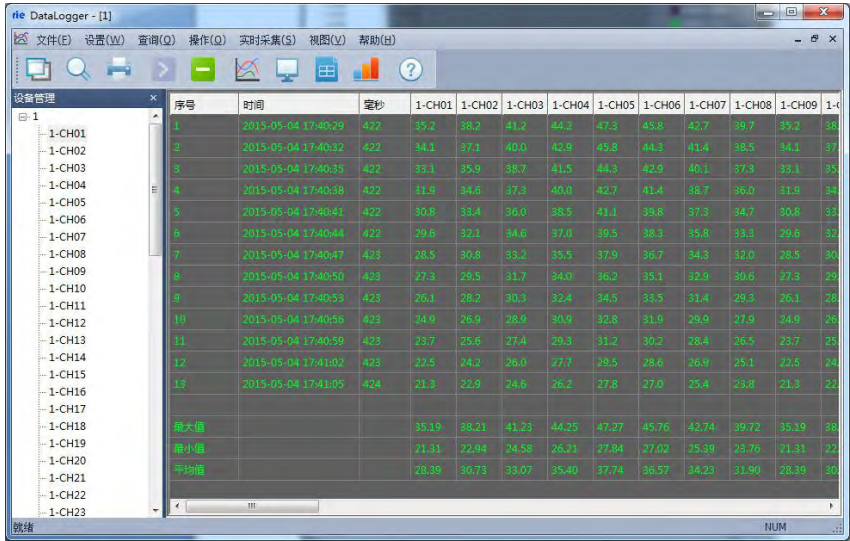 rie DataLogger - [1]
文件(F) 设置(W) 查询(Q) 操作(O) 实时采集(S) 视图(V) 帮助(H)
设备管理
1
1-CH01
1-CH02
1-CH03
1-CH04
1-CH05
1-CH06
1-CH07
1-CH08
1-CH09
1-CH10
1-CH11
1-CH12
1-CH13
1-CH14
1-CH15
1-CH16
1-CH17
1-CH18
1-CH19
1-CH20
1-CH21
1-CH22
1-CH23
序号 时间 毫秒 1-CH01 1-CH02 1-CH03 1-CH04 1-CH05 1-CH06 1-CH07 1-CH08 1-CH09
1 2015-05-04 17:40:29 422 35.2 38.2 41.2 44.2 47.3 45.8 42.7 39.7 35.2
2 2015-05-04 17:40:32 422 34.1 37.1 40.0 42.9 45.8 44.3 41.4 38.5 34.1
3 2015-05-04 17:40:35 422 33.1 35.9 38.7 41.5 44.3 42.9 40.1 37.3 33.1
4 2015-05-04 17:40:38 422 31.9 34.6 37.3 40.0 42.7 41.4 38.7 36.0 31.9
5 2015-05-04 17:40:41 422 30.8 33.4 36.0 38.5 41.1 39.8 37.3 34.7 30.8
6 2015-05-04 17:40:44 422 29.6 32.1 34.6 37.0 39.5 38.3 35.8 33.3 29.6
7 2015-05-04 17:40:47 423 28.5 30.8 33.2 35.5 37.9 36.7 34.3 32.0 28.5
8 2015-05-04 17:40:50 423 27.3 29.5 31.7 34.0 36.2 35.1 32.9 30.6 27.3
9 2015-05-04 17:40:53 423 26.1 28.2 30.3 32.4 34.5 33.5 31.4 29.3 26.1
10 2015-05-04 17:40:56 423 24.9 26.9 28.9 30.9 32.8 31.9 29.9 27.9 24.9
11 2015-05-04 17:40:59 423 23.7 25.6 27.4 29.3 31.2 30.2 28.4 26.5 23.7
12 2015-05-04 17:41:02 423 22.5 24.2 26.0 27.7 29.5 28.6 26.9 25.1 22.5
13 2015-05-04 17:41:05 424 21.3 22.9 24.6 26.2 27.8 27.0 25.4 23.8 21.3
最大值 35.19 38.21 41.23 44.25 47.27 45.76 42.74 39.72 35.19
最小值 21.31 22.94 24.58 26.21 27.84 27.02 25.39 23.76 21.31
平均值 28.39 30.73 33.07 35.40 37.74 36.57 34.23 31.90 28.39
就绪 NUM